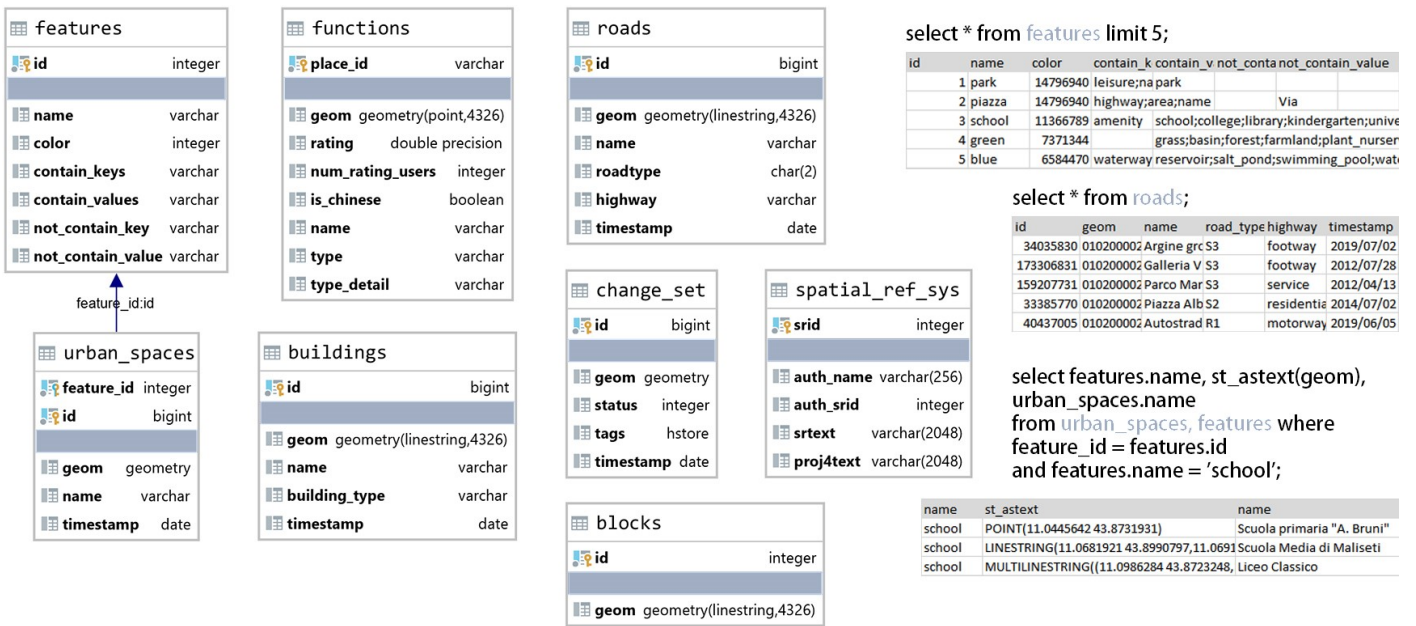 features
id integer
name varchar
color integer
contain_keys varchar
contain_values varchar
not_contain_key varchar
not_contain_value varchar
feature_id:id
urban_spaces
feature_id integer
id bigint
geom geometry
name varchar
timestamp date
functions
place_id varchar
geom geometry(point,4326)
rating double precision
num_rating_users integer
is_chinese boolean
name varchar
type varchar
type_detail varchar
buildings
id bigint
geom geometry(linestring,4326)
name varchar
building_type varchar
timestamp date
roads
id bigint
geom geometry(linestring,4326)
name varchar
roadtype char(2)
highway varchar
timestamp date
change_set
id bigint
geom geometry
status integer
tags hstore
timestamp date
spatial_ref_sys
srid integer
auth_name varchar(256)
auth_srid integer
srtext varchar(2048)
proj4text varchar(2048)
blocks
id integer
geom geometry(linestring,4326)
select * from features limit 5;
id name color contain_k contain_v not_conta not_contain_value
1 park 14796940 leisure;na park
2 piazza 14796940 highway;area;name Via
3 school 11366789 amenity school;college;library;kindergarten;unive
4 green 7371344 grass;basin;forest;farmland;plant_nurser
5 blue 6584470 waterway reservoir;salt_pond;swimming_pool;wat
select * from roads;
id geom name road_type highway timestamp
34035830 010200002 Argine gro S3 footway 2019/07/02
173306831 010200002 Galleria V S3 footway 2012/07/28
159207731 010200002 Parco Mar S3 service 2012/04/13
33385770 010200002 Piazza Alb S2 residentia 2014/07/02
40437005 010200002 Autostrad R1 motorway 2019/06/05
select features.name, st_astext(geom),
urban_spaces.name
from urban_spaces, features where
feature_id = features.id
and features.name = ’school’;
name st_astext name
school POINT(11.0445642 43.8731931) Scuola primaria "A. Bruni"
school LINESTRING(11.0681921 43.8990797,11.0691 Scuola Media di Maliseti
school MULTILINESTRING((11.0986284 43.8723248, Liceo Classico